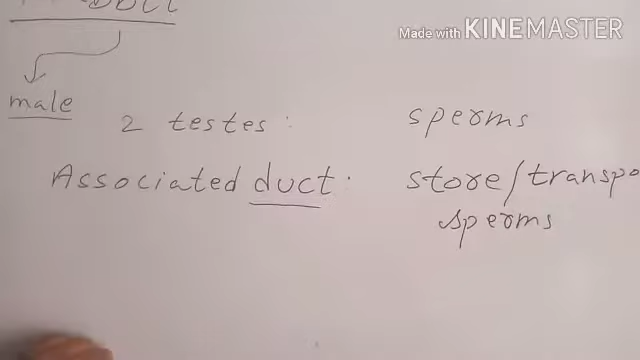 Made with KINEMASTER
male
2 testes : sperms
Associated duct. store/transpo
sperms